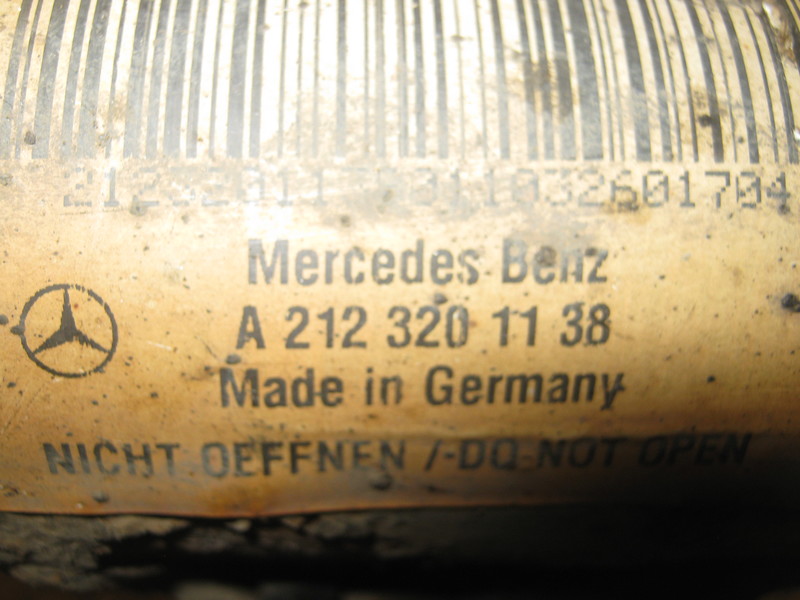 Mercedes Benz
A 212 320 11 38
Made in Germany
NICHT OEFFNEN / DO NOT OPEN